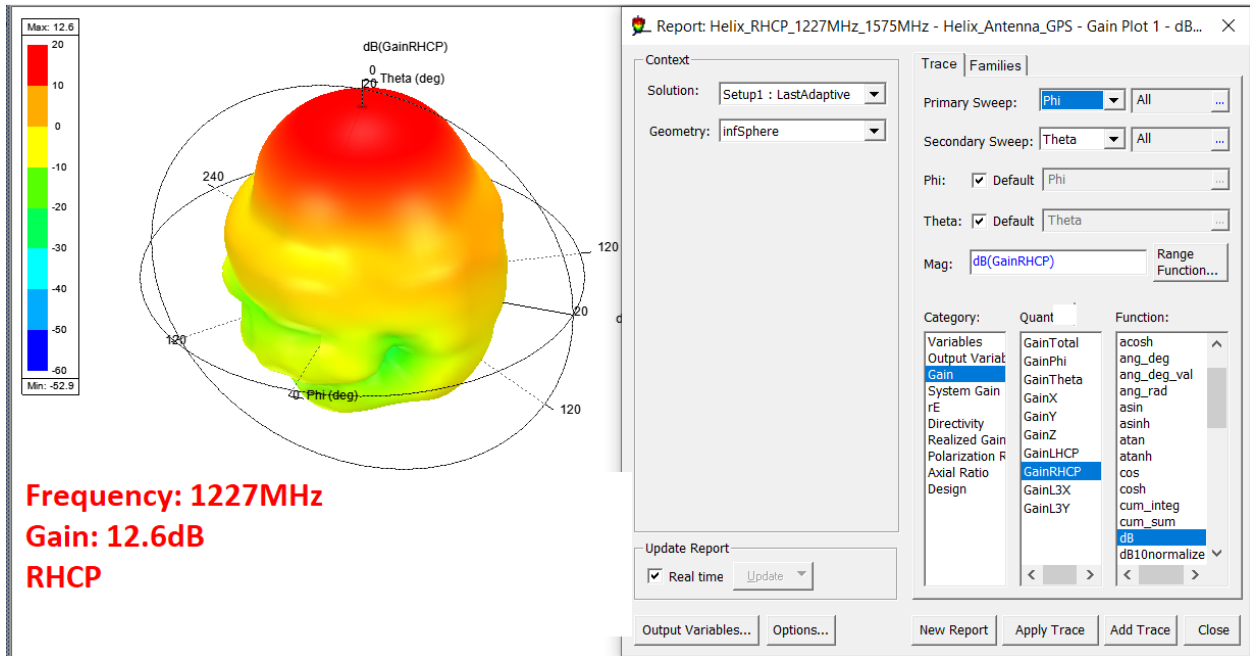 Max: 12.6
20
10
0
-10
-20
-30
-40
-50
-60
Min: -52.9
dB(GainRHCP)
0
20
Theta (deg)
240
120
20
d
120
0
Phi (deg)
120
Frequency: 1227MHz
Gain: 12.6dB
RHCP
Report: Helix_RHCP_1227MHz_1575MHz - Helix_Antenna_GPS - Gain Plot 1 - dB...
Context
Solution: Setup1 : LastAdaptive
Geometry: infSphere
Update Report
Real time Update
Output Variables... Options...
Trace Families
Primary Sweep: Phi All ...
Secondary Sweep: Theta All ...
Phi: Default Phi ...
Theta: Default Theta ...
Mag: dB(GainRHCP) Range
Function...
Category:
Variables
Output Variab
Gain
System Gain
rE
Directivity
Realized Gain
Polarization R
Axial Ratio
Design
Quant
GainTotal
GainPhi
GainTheta
GainX
GainY
GainZ
GainLHCP
GainRHCP
GainL3X
GainL3Y
Function:
acosh
ang_deg
ang_deg_val
ang_rad
asin
asinh
atan
atanh
cos
cosh
cum_integ
cum_sum
dB
dB10normalize
New Report Apply Trace Add Trace Close